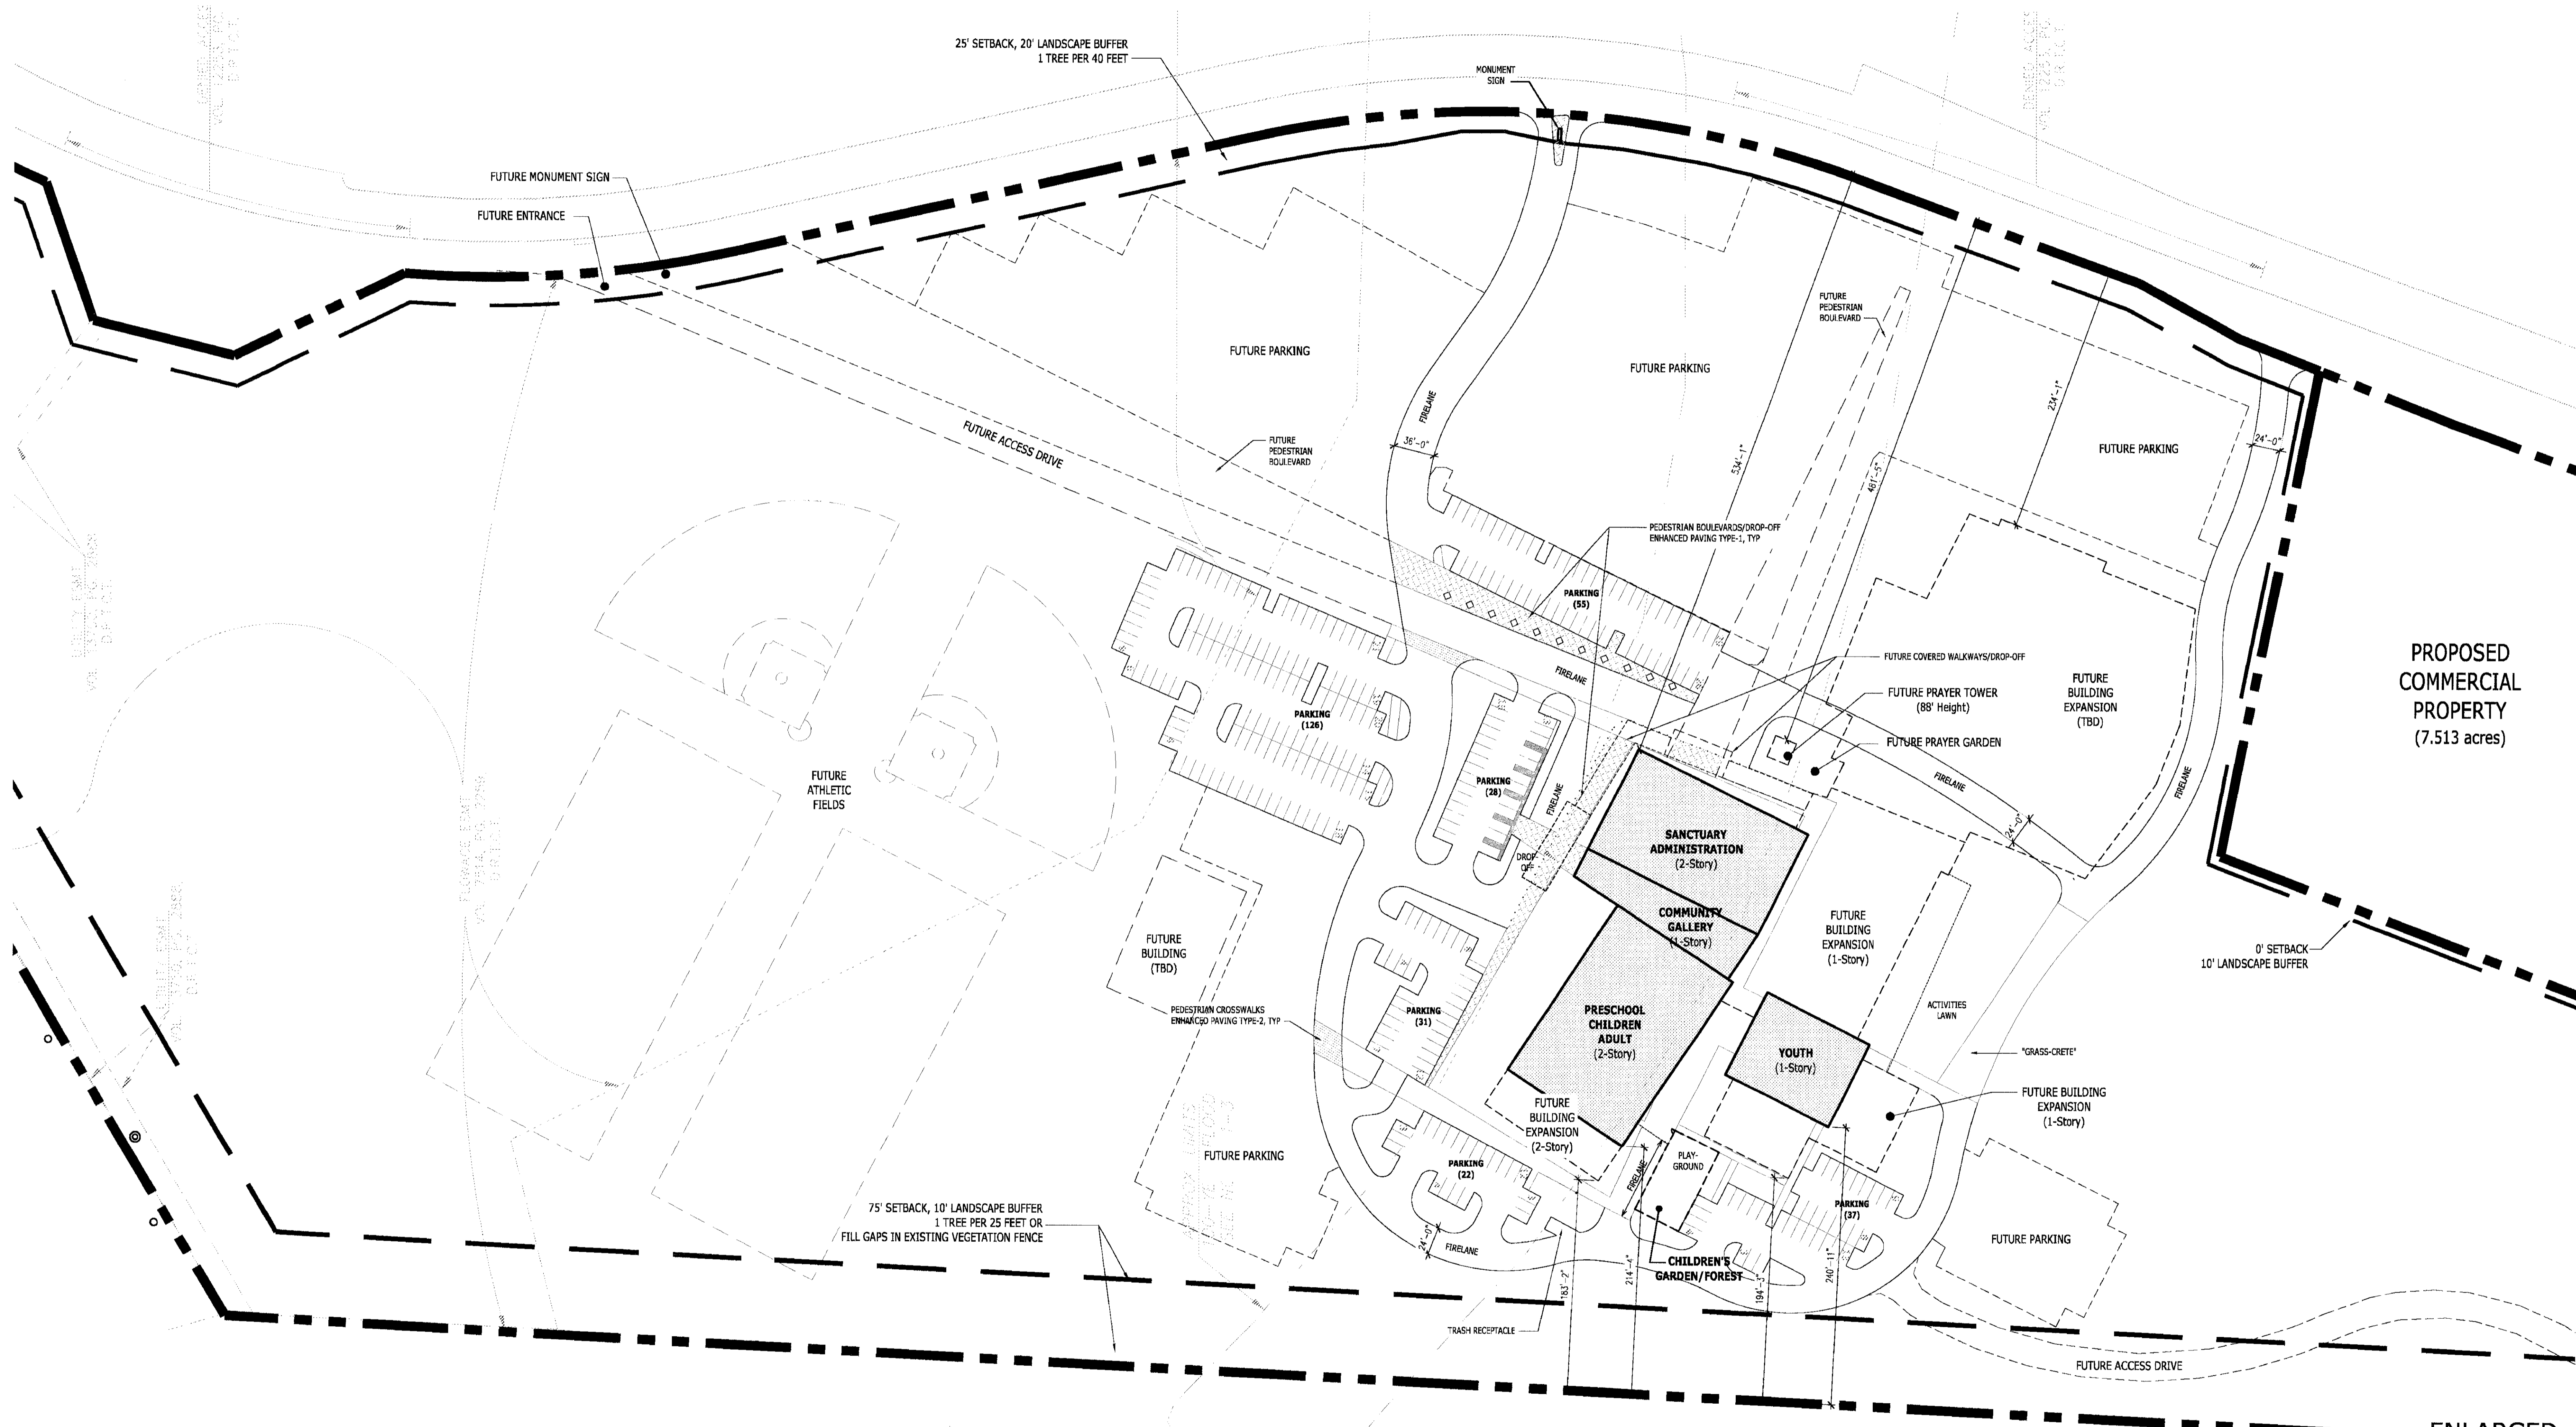 25' SETBACK, 20' LANDSCAPE BUFFER
1 TREE PER 40 FEET
MONUMENT
SIGN
FUTURE MONUMENT SIGN
FUTURE ENTRANCE
FUTURE
PEDESTRIAN
BOULEVARD
FUTURE PARKING
FUTURE PARKING
FIRELANE
234'-1"
36'-0"
FUTURE ACCESS DRIVE
FUTURE
PEDESTRIAN
BOULEVARD
534'-1"
481'-5"
FUTURE PARKING
24'-0"
PEDESTRIAN BOULEVARDS/DROP-OFF
ENHANCED PAVING TYPE-1, TYP
PARKING
(55)
FUTURE COVERED WALKWAYS/DROP-OFF
FIRELANE
FUTURE PRAYER TOWER
(88' Height)
FUTURE
BUILDING
EXPANSION
(TBD)
PROPOSED
COMMERCIAL
PROPERTY
(7.513 acres)
PARKING
(126)
FUTURE PRAYER GARDEN
FUTURE
ATHLETIC
FIELDS
PARKING
(28)
FIRELANE
FIRELANE
FIRELANE
24'-0"
SANCTUARY
ADMINISTRATION
(2-Story)
DROP-
OFF
COMMUNITY
GALLERY
(1-Story)
FUTURE
BUILDING
EXPANSION
(1-Story)
FUTURE
BUILDING
(TBD)
0' SETBACK
10' LANDSCAPE BUFFER
PEDESTRIAN CROSSWALKS
ENHANCED PAVING TYPE-2, TYP
PARKING
(31)
PRESCHOOL
CHILDREN
ADULT
(2-Story)
ACTIVITIES
LAWN
YOUTH
(1-Story)
"GRASS-CRETE"
FUTURE BUILDING
EXPANSION
(1-Story)
FUTURE
BUILDING
EXPANSION
(2-Story)
FUTURE PARKING
PARKING
(22)
FIRELANE
PLAY-
GROUND
PARKING
(37)
75' SETBACK, 10' LANDSCAPE BUFFER
1 TREE PER 25 FEET OR
FILL GAPS IN EXISTING VEGETATION FENCE
24'-0"
FIRELANE
CHILDREN'S
GARDEN/FOREST
FUTURE PARKING
183'-2"
214'-4"
194'-3"
240'-11"
TRASH RECEPTACLE
FUTURE ACCESS DRIVE
ENLARGED